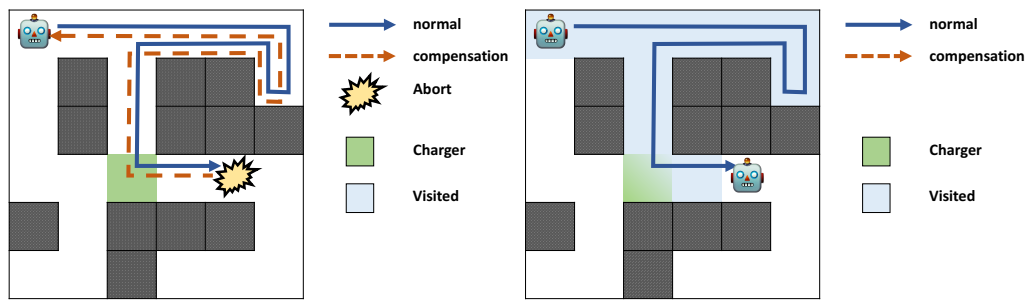 normal
compensation
Abort
Charger
Visited
normal
compensation
Charger
Visited